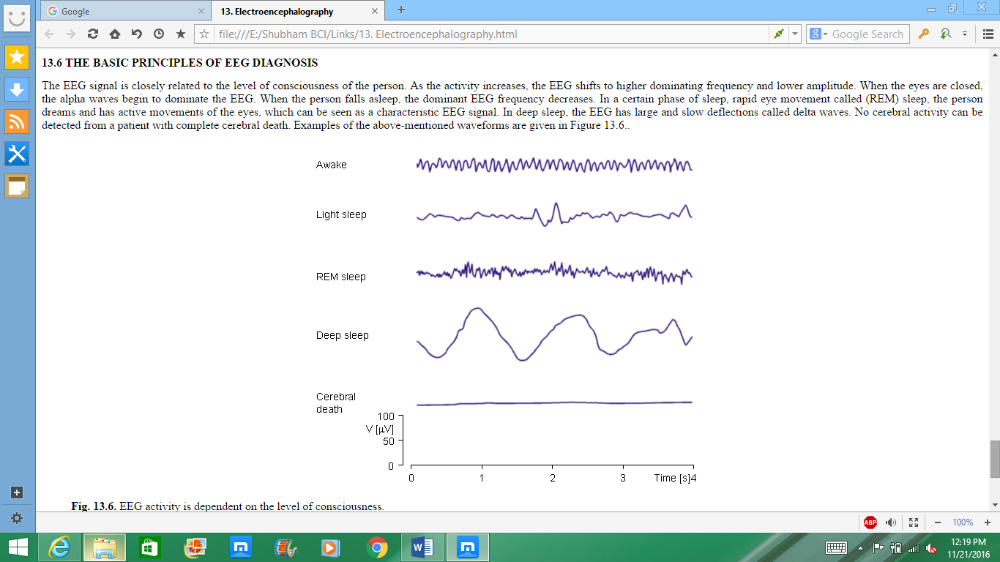 Google
13. Electroencephalography
file:///E:/Shubham BCI/Links/13. Electroencephalography.html
Google Search
13.6 THE BASIC PRINCIPLES OF EEG DIAGNOSIS
The EEG signal is closely related to the level of consciousness of the person. As the activity increases, the EEG shifts to higher dominating frequency and lower amplitude. When the eyes are closed,
the alpha waves begin to dominate the EEG. When the person falls asleep, the dominant EEG frequency decreases. In a certain phase of sleep, rapid eye movement called (REM) sleep, the person
dreams and has active movements of the eyes, which can be seen as a characteristic EEG signal. In deep sleep, the EEG has large and slow deflections called delta waves. No cerebral activity can be
detected from a patient with complete cerebral death. Examples of the above-mentioned waveforms are given in Figure 13.6..
Awake
Light sleep
REM sleep
Deep sleep
Cerebral
death
100
V [µV]
50
0
0 1 2 3 Time [s]4
Fig. 13.6. EEG activity is dependent on the level of consciousness.
ABP
100%
12:19 PM
11/21/2016